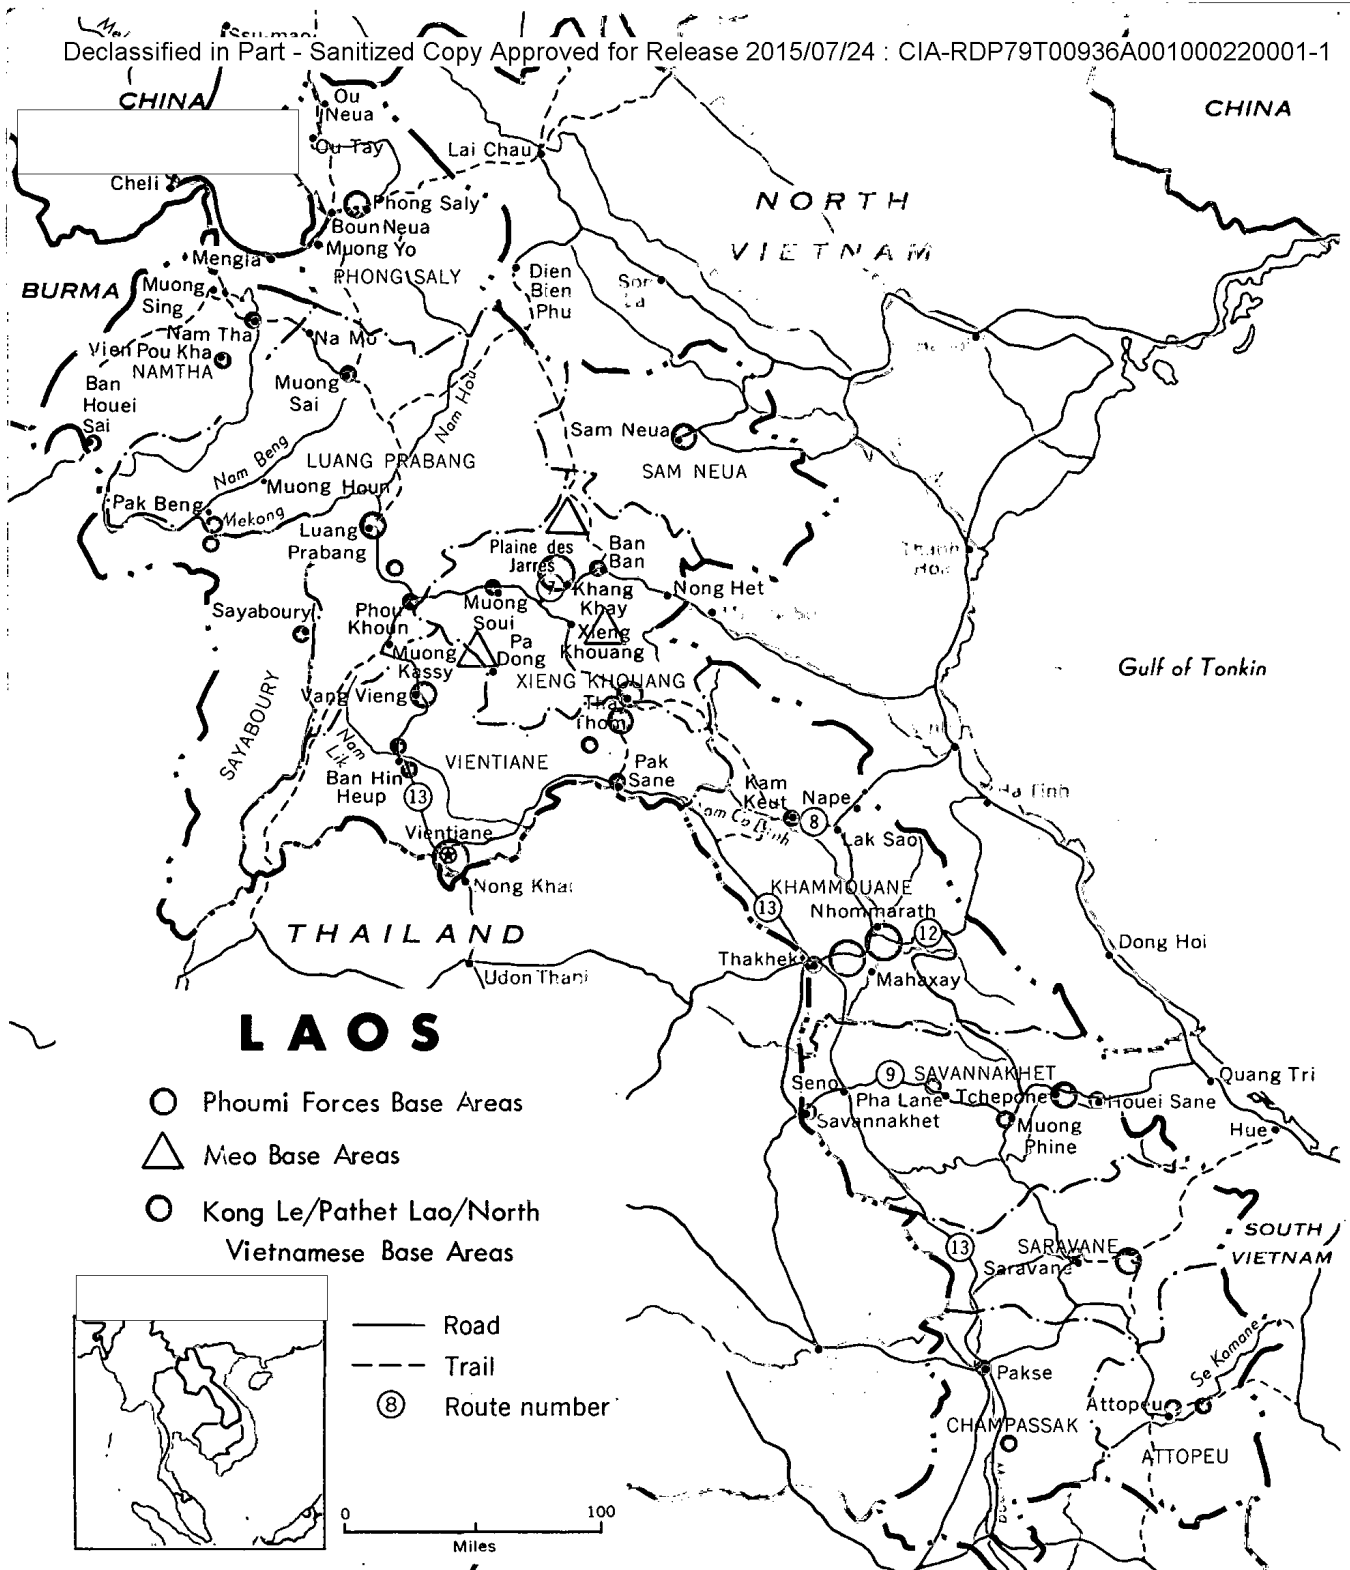 Declassified in Part - Sanitized Copy Approved for Release 2015/07/24 : CIA-RDP79T00936A001000220001-1
CHINA
CHINA
Ou
Neua
Ou Tay
Lai Chau
Cheli
Phong Saly
Boun Neua
Muong Yo
PHONG SALY
Mengla
NORTH
VIETNAM
BURMA
Muong
Sing
Dien
Bien
Phu
Son
La
Nam Tha
Na Mo
Vien Pou Kha
NAMTHA
Ban
Houei
Sai
Muong
Sai
Nam Hou
Sam Neua
SAM NEUA
Nam Beng
LUANG PRABANG
Muong Houn
Pak Beng
Mekong
Luang
Prabang
Plaine des
Jarres
Ban
Ban
7
Khang
Khay
Nong Het
Thanh
Hoa
Sayaboury
Phou
Khoun
Muong
Soui
Xieng
Khouang
Pa
Dong
Muong
Kassy
XIENG KHOUANG
Gulf of Tonkin
Vang Vieng
Tha
Thom
SAYABOURY
Nam
Lik
VIENTIANE
Pak
Sane
Ban Hin
Heup
13
Kam
Keut
Nape
8
Ha Tinh
Lak Sao
Vientiane
Nong Khai
KHAMMOUANE
Nhommarath
13
12
THAILAND
Udon Thani
Thakhek
Mahaxay
Dong Hoi
LAOS
Phoumi Forces Base Areas
Meo Base Areas
Kong Le/Pathet Lao/North
Vietnamese Base Areas
Seno
9
SAVANNAKHET
Pha Lane
Tchepone
Houei Sane
Quang Tri
Savannakhet
Muong
Phine
Hue
13
SARAVANE
Saravane
SOUTH
VIETNAM
Road
Trail
8
Route number
Pakse
Se Kamane
Attopeu
CHAMPASSAK
ATTOPEU
0
100
Miles